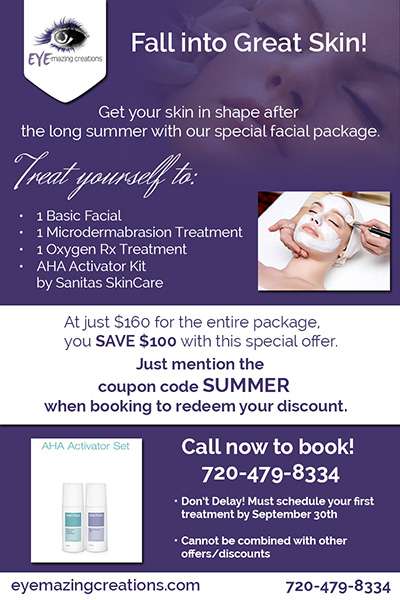 EYE-mazing creations
Fall into Great Skin!
Get your skin in shape after
the long summer with our special facial package.
Treat yourself to:
• 1 Basic Facial
• 1 Microdermabrasion Treatment
• 1 Oxygen Rx Treatment
• AHA Activator Kit
by Sanitas SkinCare
At just $160 for the entire package,
you SAVE $100 with this special offer.
Just mention the
coupon code SUMMER
when booking to redeem your discount.
AHA Activator Set
Call now to book!
720-479-8334
• Don't Delay! Must schedule your first
treatment by September 30th
• Cannot be combined with other
offers/discounts
eyemazingcreations.com
720-479-8334